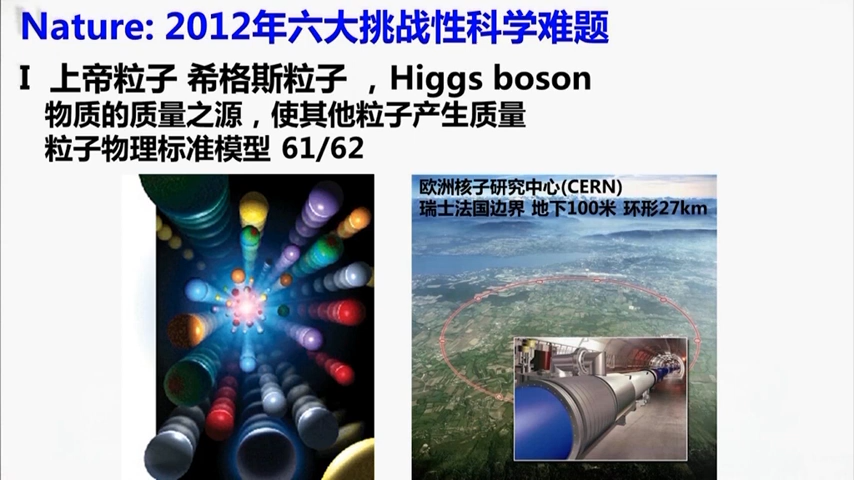 Nature: 2012年六大挑战性科学难题
I 上帝粒子 希格斯粒子 ，Higgs boson
物质的质量之源，使其他粒子产生质量
粒子物理标准模型 61/62
欧洲核子研究中心(CERN)
瑞士法国边界 地下100米 环形27km